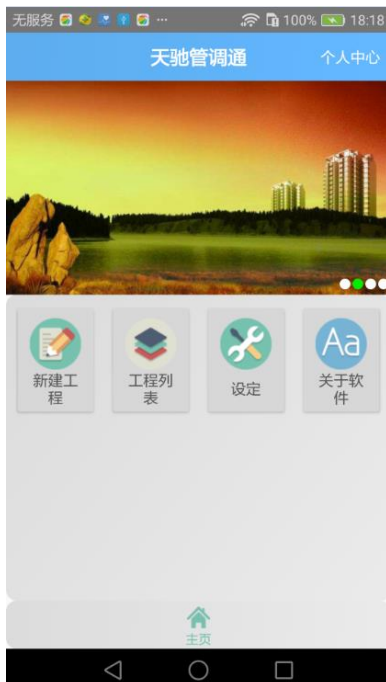 无服务 ... 100% 18:18
天驰管调通 个人中心
新建工
程
工程列
表
设定
Aa
关于软
件
主页